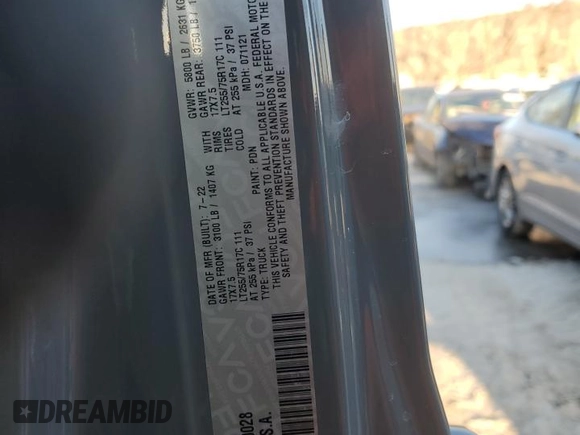 DATE OF MFR (BUILT): 7-22
GVWR: 5800 LB / 2631 KG
GAWR FRONT: 3100 LB / 1407 KG WITH
GAWR REAR: 3750 LB /
17X7.5 RIMS 17X7.5
LT255/75R17C 111 TIRES LT255/75R17C 111
AT 255 kPa / 37 PSI COLD AT 255 kPa / 37 PSI
TYPE: TRUCK PAINT: PDN MDH: 071121
THIS VEHICLE CONFORMS TO ALL APPLICABLE U.S.A. FEDERAL MOTOR
SAFETY AND THEFT PREVENTION STANDARDS IN EFFECT ON THE
MANUFACTURE SHOWN ABOVE.
0028
S.A.
DREAMBID